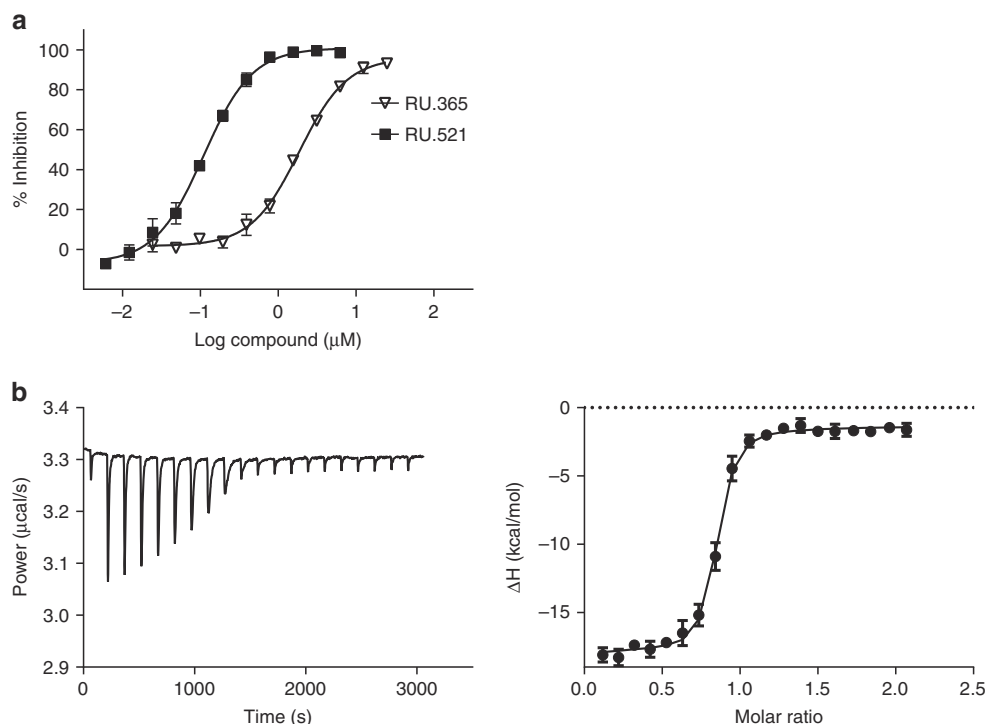 a
100
80
60
40
20
0
% Inhibition
–2 –1 0 1 2
Log compound (μM)
RU.365
RU.521
b
3.4
3.3
3.2
3.1
3.0
2.9
Power (μcal/s)
0 1000 2000 3000
Time (s)
0
–5
–10
–15
ΔH (kcal/mol)
0.0 0.5 1.0 1.5 2.0 2.5
Molar ratio